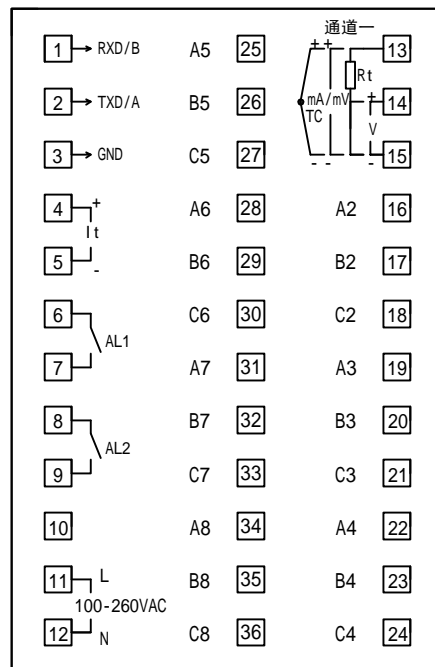 通道一
1 RXD/B A5 25 + + 13
Rt
2 TXD/A B5 26 mA/mV + 14
TC V
3 GND C5 27 - - - 15
4 + A6 28 A2 16
It
5 - B6 29 B2 17
6 C6 30 C2 18
AL1
7 A7 31 A3 19
8 B7 32 B3 20
AL2
9 C7 33 C3 21
10 A8 34 A4 22
11 L B8 35 B4 23
100-260VAC
12 N C8 36 C4 24